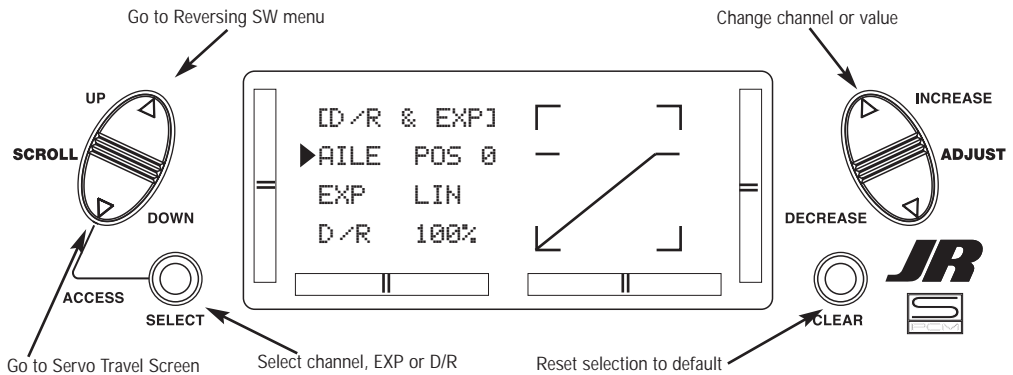 Go to Reversing SW menu
Change channel or value
UP
SCROLL
DOWN
ACCESS
SELECT
[D/R & EXP]
AILE POS 0
EXP LIN
D/R 100%
INCREASE
ADJUST
DECREASE
CLEAR
JR
S
PCM
Go to Servo Travel Screen
Select channel, EXP or D/R
Reset selection to default